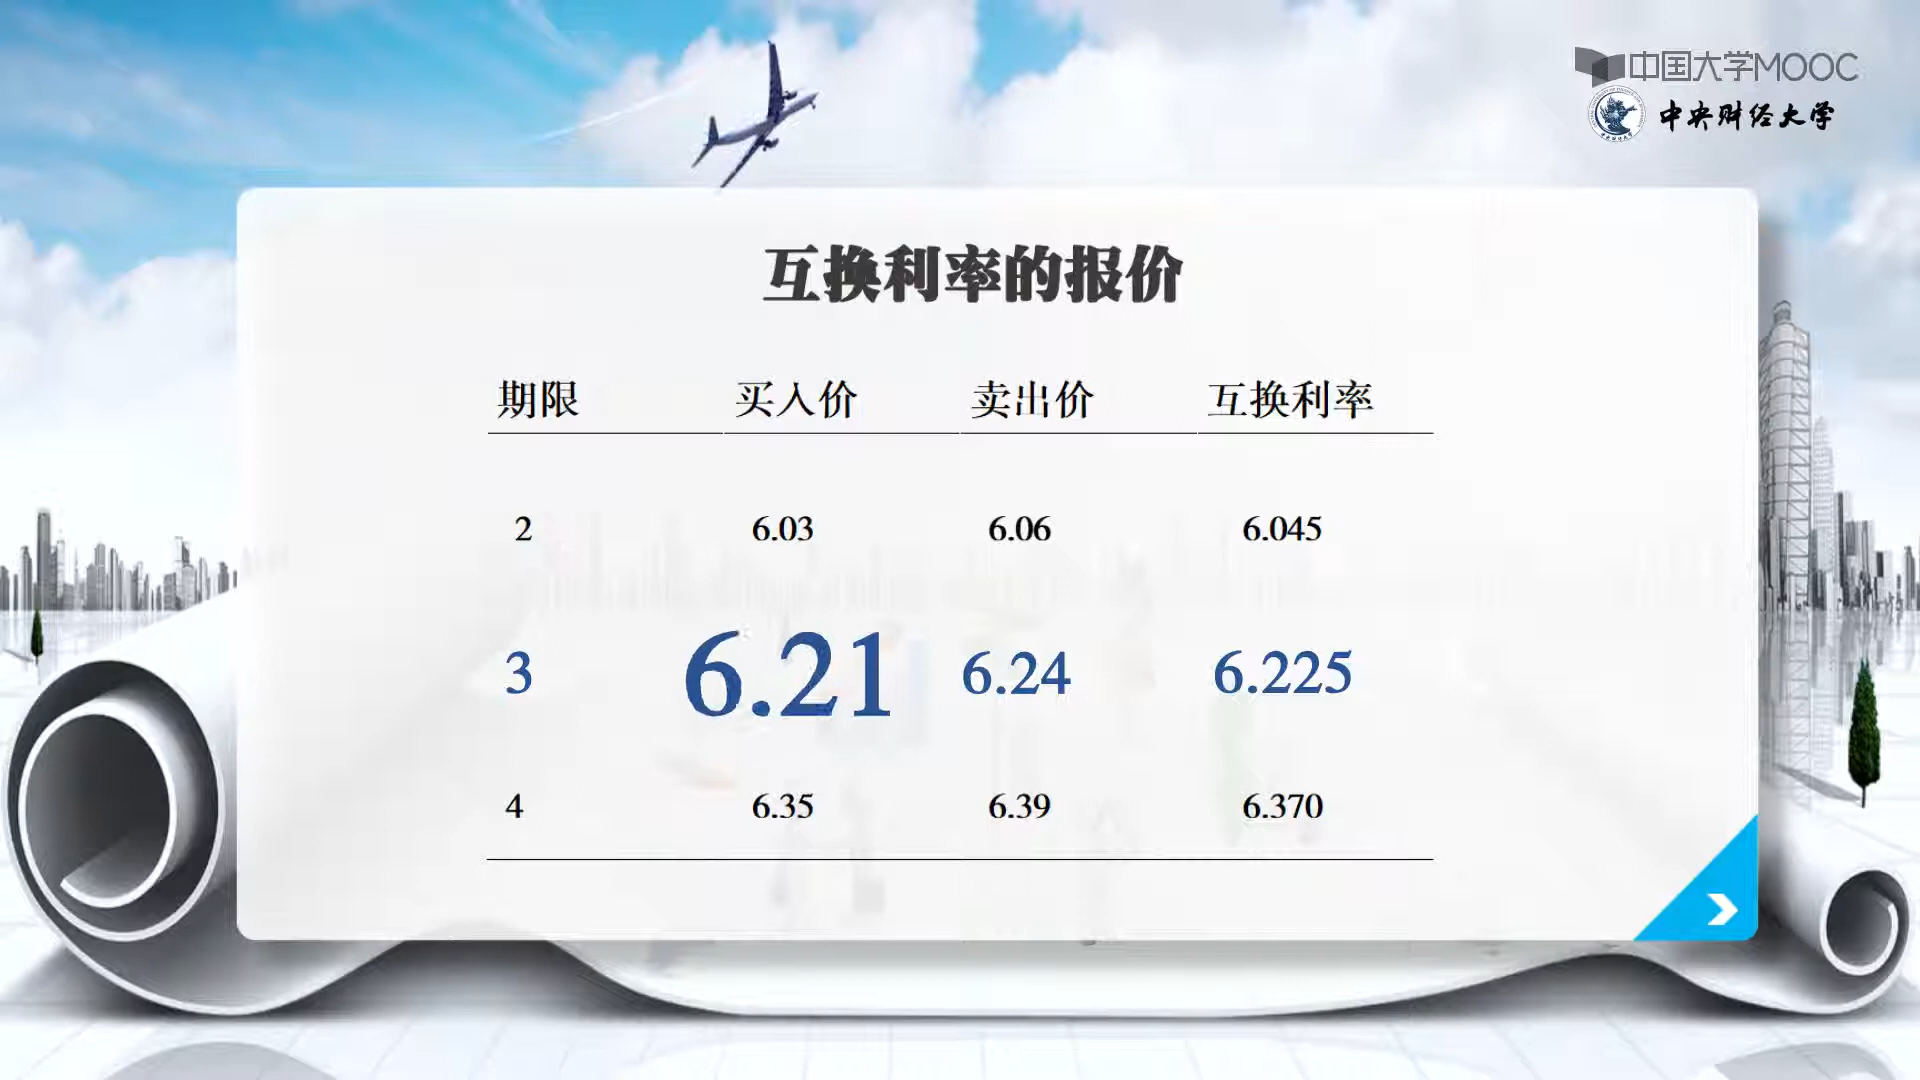 中国大学MOOC
中央财经大学
互换利率的报价
期限 买入价 卖出价 互换利率
2 6.03 6.06 6.045
3 6.21 6.24 6.225
4 6.35 6.39 6.370